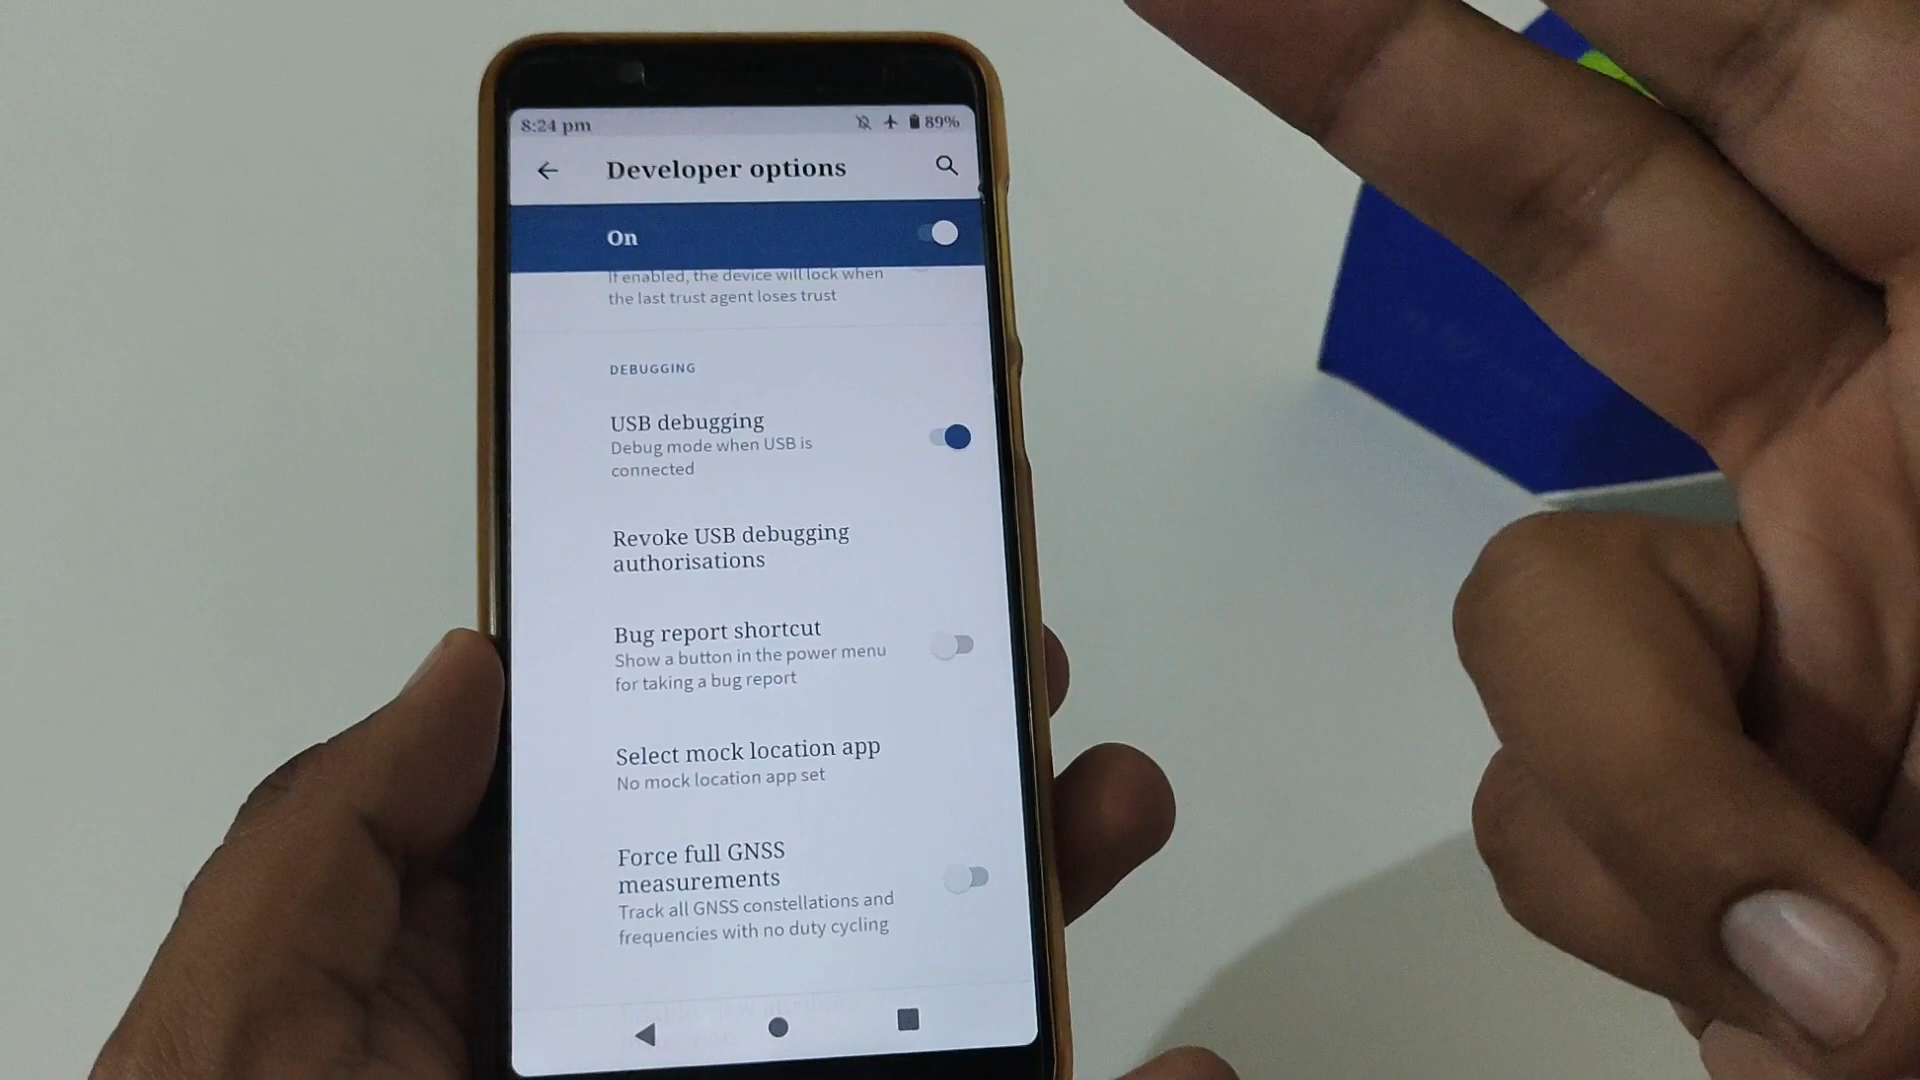 8:24 pm
89%
Developer options
On
If enabled, the device will lock when
the last trust agent loses trust
DEBUGGING
USB debugging
Debug mode when USB is
connected
Revoke USB debugging
authorisations
Bug report shortcut
Show a button in the power menu
for taking a bug report
Select mock location app
No mock location app set
Force full GNSS
measurements
Track all GNSS constellations and
frequencies with no duty cycling